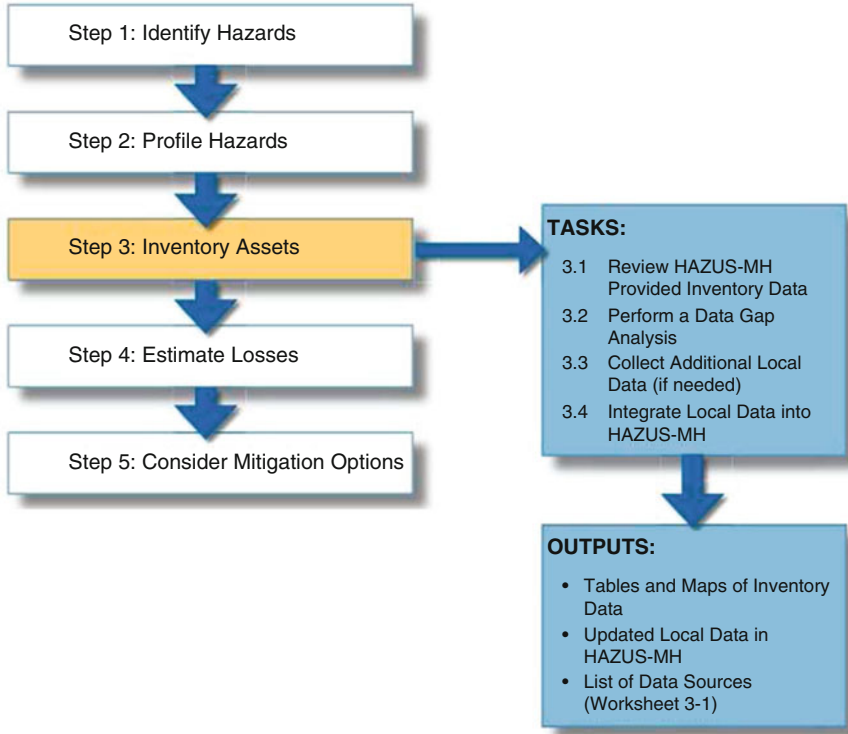 Step 1: Identify Hazards
Step 2: Profile Hazards
Step 3: Inventory Assets
Step 4: Estimate Losses
Step 5: Consider Mitigation Options
TASKS:
3.1 Review HAZUS-MH
Provided Inventory Data
3.2 Perform a Data Gap
Analysis
3.3 Collect Additional Local
Data (if needed)
3.4 Integrate Local Data into
HAZUS-MH
OUTPUTS:
• Tables and Maps of Inventory
Data
• Updated Local Data in
HAZUS-MH
• List of Data Sources
(Worksheet 3-1)